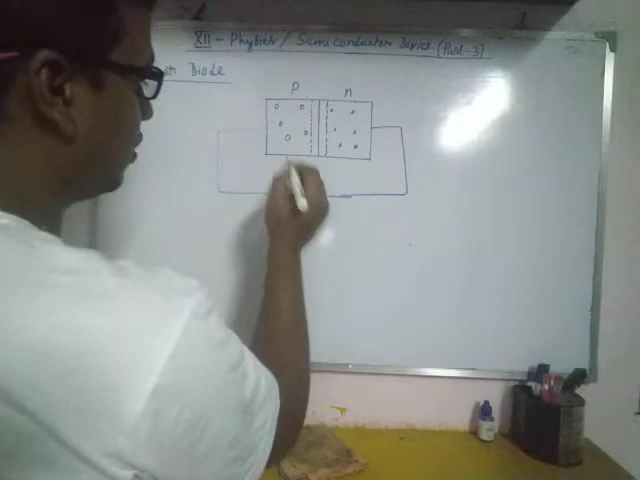 XII - Physics / Semiconductor Device (Part-3)
Diode
P n